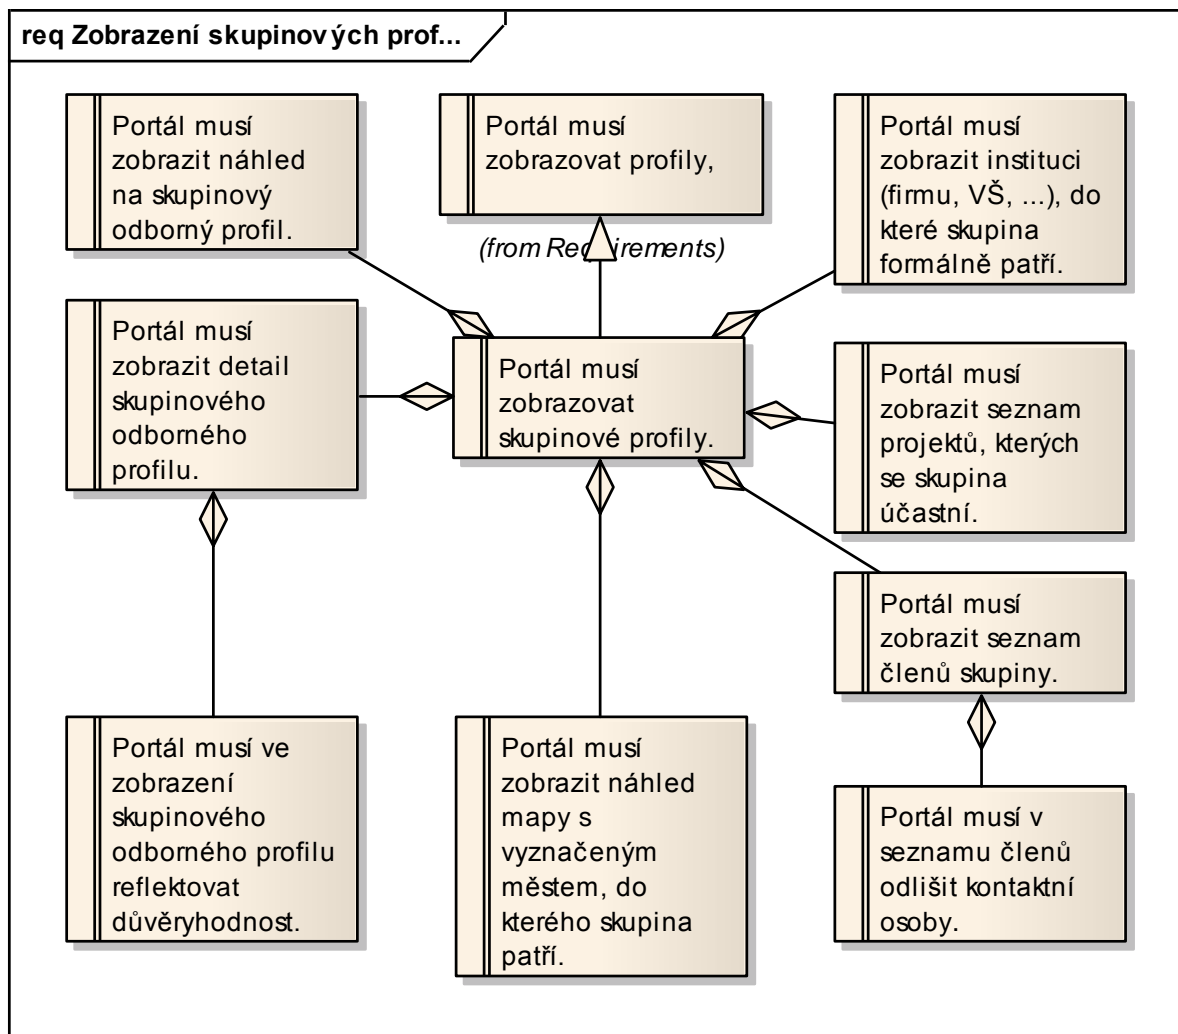 req Zobrazení skupinových prof...
Portál musí
zobrazit náhled
na skupinový
odborný profil.
Portál musí
zobrazovat profily,
(from Requirements)
Portál musí
zobrazit instituci
(firmu, VŠ, ...), do
které skupina
formálně patří.
Portál musí
zobrazit detail
skupinového
odborného
profilu.
Portál musí
zobrazovat
skupinové profily.
Portál musí
zobrazit seznam
projektů, kterých
se skupina
účastní.
Portál musí
zobrazit seznam
členů skupiny.
Portál musí ve
zobrazení
skupinového
odborného profilu
reflektovat
důvěryhodnost.
Portál musí
zobrazit náhled
mapy s
vyznačeným
městem, do
kterého skupina
patří.
Portál musí v
seznamu členů
odlišit kontaktní
osoby.